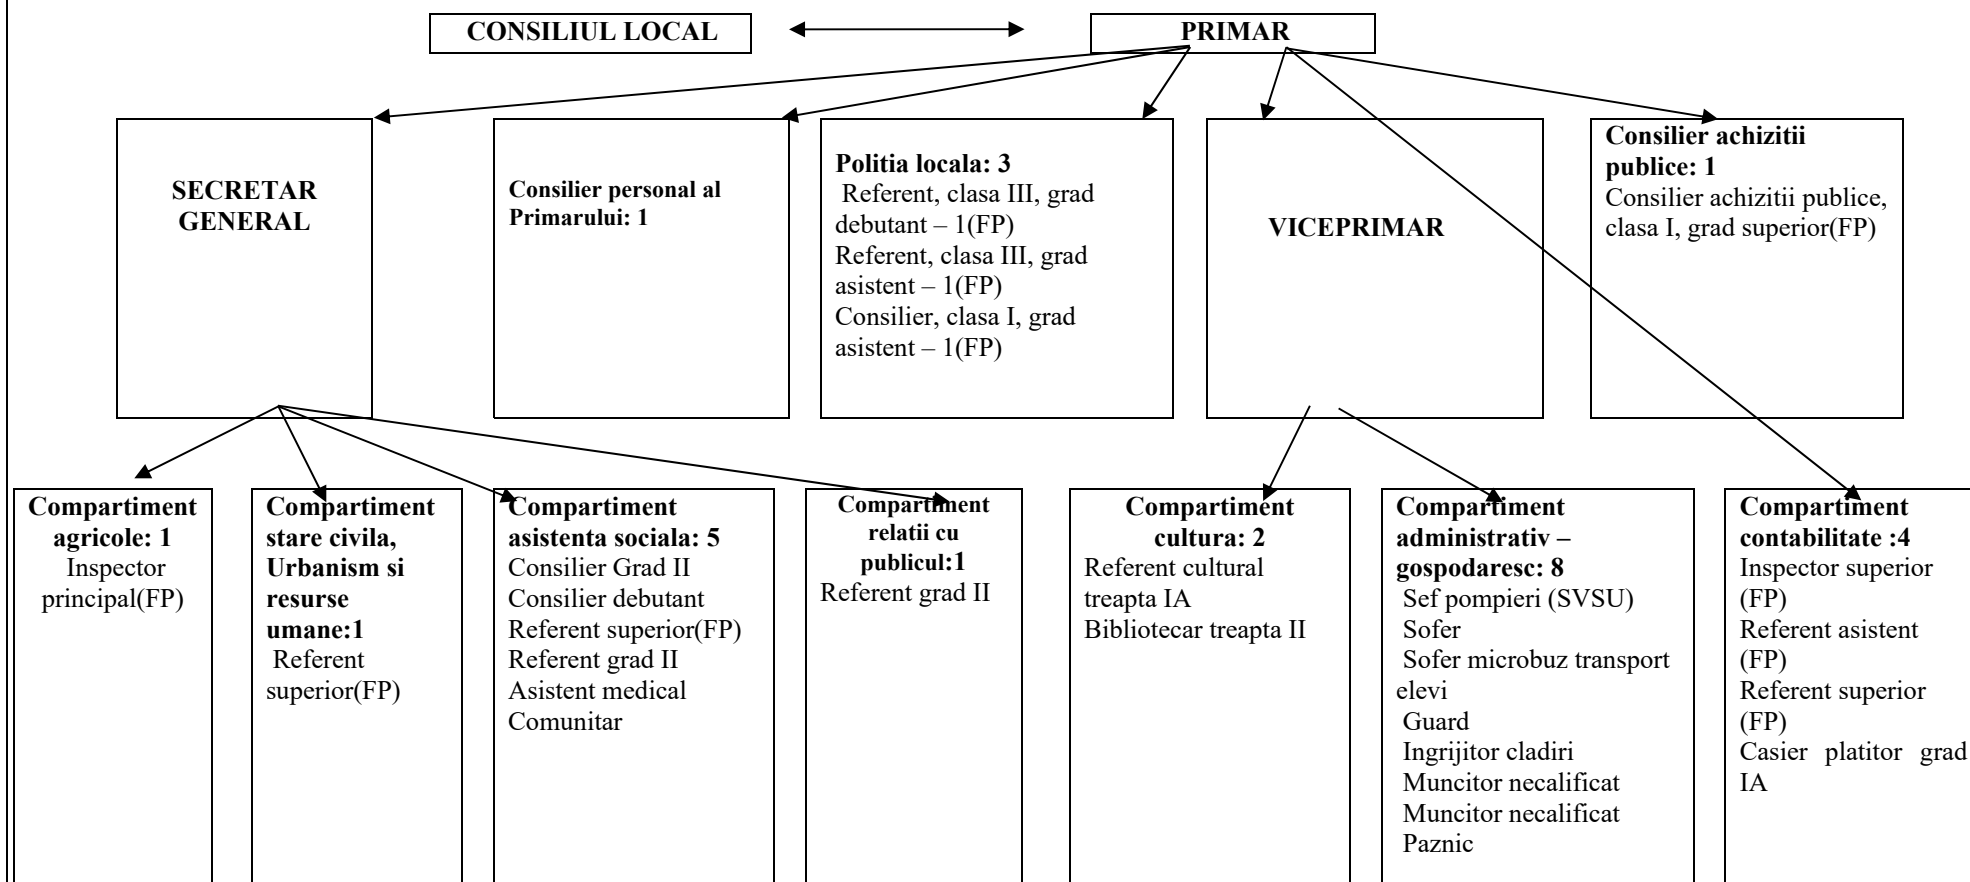 CONSILIUL LOCAL
PRIMAR
SECRETAR
GENERAL
Consilier personal al
Primarului: 1
Politia locala: 3
Referent, clasa III, grad
debutant – 1(FP)
Referent, clasa III, grad
asistent – 1(FP)
Consilier, clasa I, grad
asistent – 1(FP)
VICEPRIMAR
Consilier achizitii
publice: 1
Consilier achizitii publice,
clasa I, grad superior(FP)
Compartiment
agricole: 1
Inspector
principal(FP)
Compartiment
stare civila,
Urbanism si
resurse
umane:1
Referent
superior(FP)
Compartiment
asistenta sociala: 5
Consilier Grad II
Consilier debutant
Referent superior(FP)
Referent grad II
Asistent medical
Comunitar
Compartiment
relatii cu
publicul:1
Referent grad II
Compartiment
cultura: 2
Referent cultural
treapta IA
Bibliotecar treapta II
Compartiment
administrativ –
gospodaresc: 8
Sef pompieri (SVSU)
Sofer
Sofer microbuz transport
elevi
Guard
Ingrijitor cladiri
Muncitor necalificat
Muncitor necalificat
Paznic
Compartiment
contabilitate :4
Inspector superior
(FP)
Referent asistent
(FP)
Referent superior
(FP)
Casier platitor grad
IA